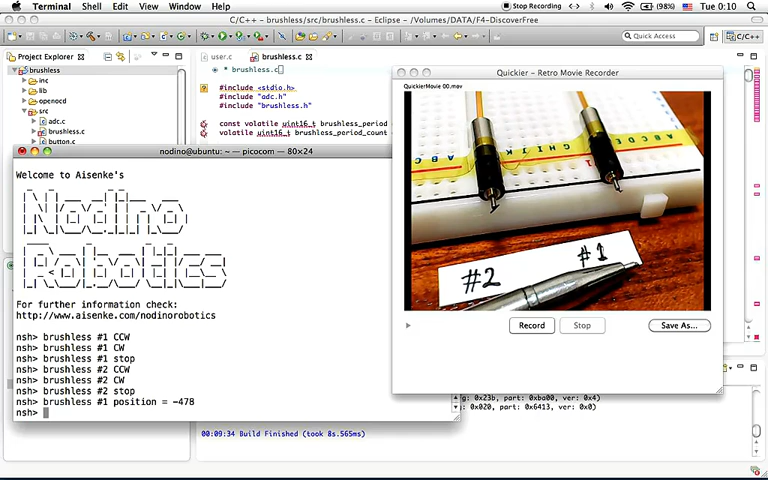 Terminal Shell Edit View Window Help
Stop Recording
(98%)
Tu 0:10
C/C++ - brushless/src/brushless.c - Eclipse - /Volumes/DATA/F4-DiscoverFree
Quick Access
C/C++
Project Explorer
brushless
inc
lib
openocd
src
adc.c
brushless.c
button.c
user.c
brushless.c
brushless.c
#include <stdio.h>
#include "adc.h"
#include "brushless.h"
const volatile uint16_t brushless_period
volatile uint16_t brushless_period_count
nodino@ubuntu: ~ — picocom — 80×24
Welcome to Aisenke's
Nodino
Robotics
For further information check:
http://www.aisenke.com/nodinorobotics
nsh> brushless #1 CCW
nsh> brushless #1 CW
nsh> brushless #1 stop
nsh> brushless #2 CCW
nsh> brushless #2 CW
nsh> brushless #2 stop
nsh> brushless #1 position = -478
nsh>
Quickier - Retro Movie Recorder
QuickierMovie 00.mov
A B C
G H I K
A B C D E
#2
#1
Record
Stop
Save As...
g: 0x23b, part: 0xba00, ver: 0x4)
g: 0x020, part: 0x6413, ver: 0x0)
00:09:34 Build Finished (took 8s.565ms)